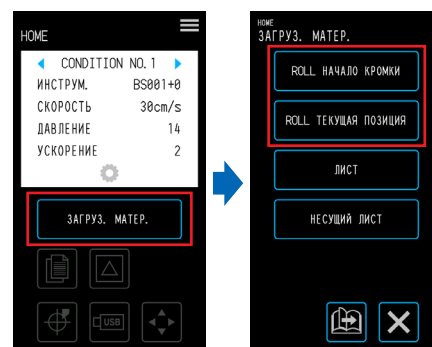 HOME
CONDITION NO.1
ИНСТРУМ. BS001+0
СКОРОСТЬ 30cm/s
ДАВЛЕНИЕ 14
УСКОРЕНИЕ 2
ЗАГРУЗ. МАТЕР.
USB
HOME
ЗАГРУЗ. МАТЕР.
ROLL НАЧАЛО КРОМКИ
ROLL ТЕКУЩАЯ ПОЗИЦИЯ
ЛИСТ
НЕСУЩИЙ ЛИСТ